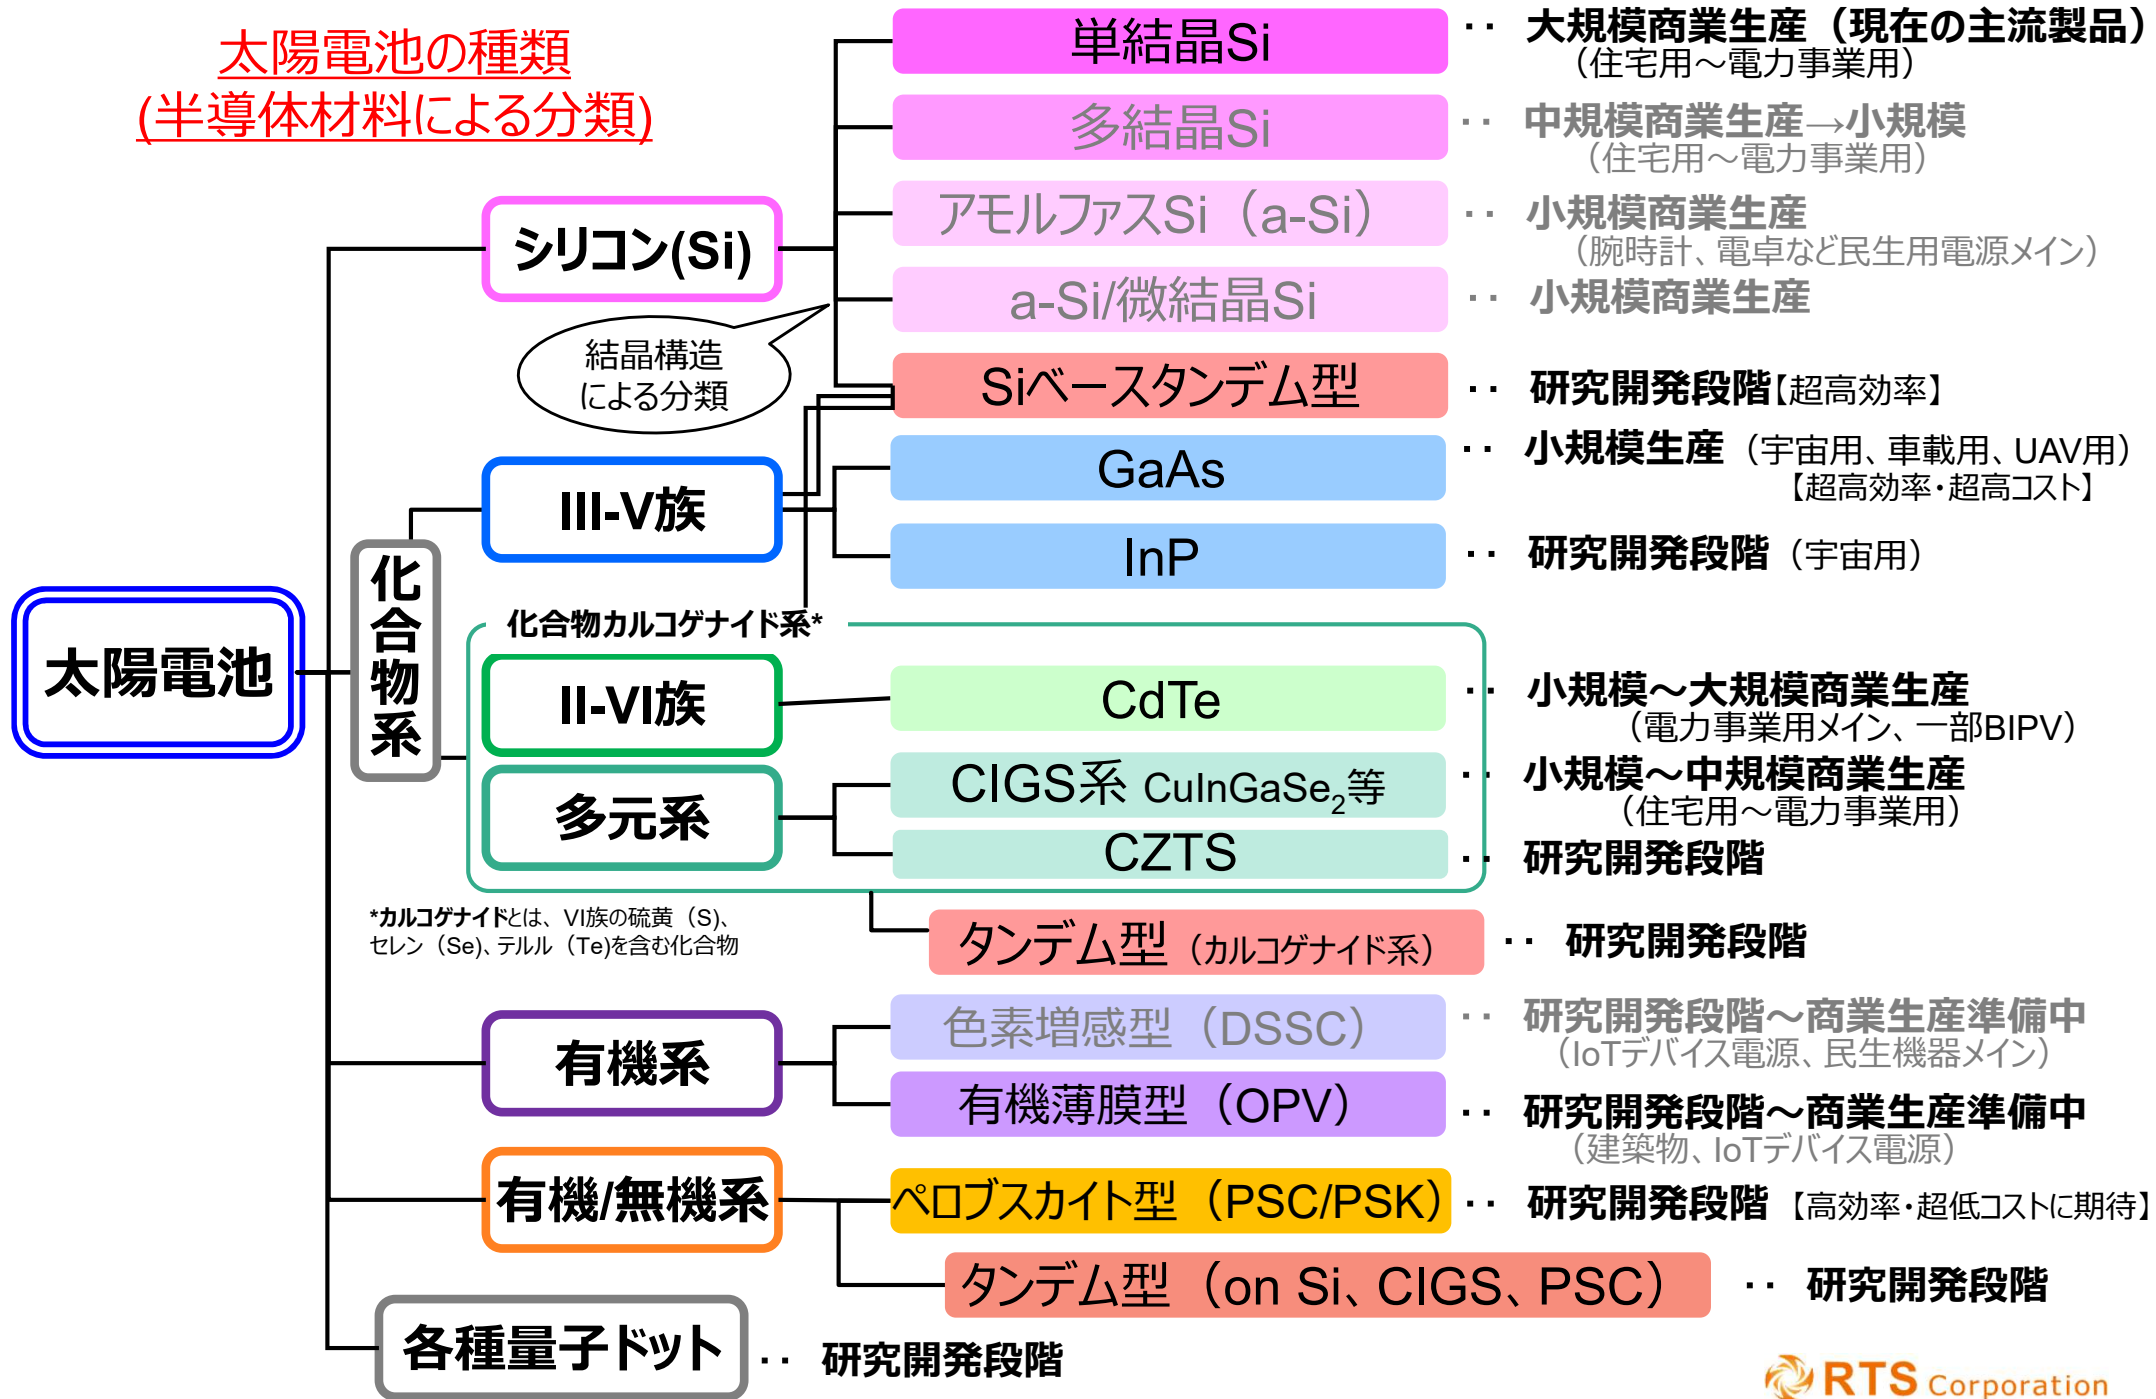 太陽電池の種類
(半導体材料による分類)
単結晶Si
‥ 大規模商業生産（現在の主流製品）
（住宅用～電力事業用）
多結晶Si
‥ 中規模商業生産→小規模
（住宅用～電力事業用）
シリコン(Si)
アモルファスSi（a-Si）
‥ 小規模商業生産
（腕時計、電卓など民生用電源メイン）
a-Si/微結晶Si
‥ 小規模商業生産
結晶構造
による分類
Siベースタンデム型
‥ 研究開発段階【超高効率】
III-V族
GaAs
‥ 小規模生産（宇宙用、車載用、UAV用）
【超高効率・超高コスト】
InP
‥ 研究開発段階（宇宙用）
太陽電池
化合物系
化合物カルコゲナイド系*
II-VI族
CdTe
‥ 小規模～大規模商業生産
（電力事業用メイン、一部BIPV）
多元系
CIGS系 CuInGaSe2等
‥ 小規模～中規模商業生産
（住宅用～電力事業用）
CZTS
‥ 研究開発段階
*カルコゲナイドとは、VI族の硫黄（S)、
セレン（Se)、テルル（Te)を含む化合物
タンデム型（カルコゲナイド系）
‥ 研究開発段階
有機系
色素増感型（DSSC）
‥ 研究開発段階～商業生産準備中
（IoTデバイス電源、民生機器メイン）
有機薄膜型（OPV）
‥ 研究開発段階～商業生産準備中
（建築物、IoTデバイス電源）
有機/無機系
ペロブスカイト型（PSC/PSK）
‥ 研究開発段階【高効率・超低コストに期待】
タンデム型（on Si、CIGS、PSC）
‥ 研究開発段階
各種量子ドット
‥ 研究開発段階
RTS Corporation